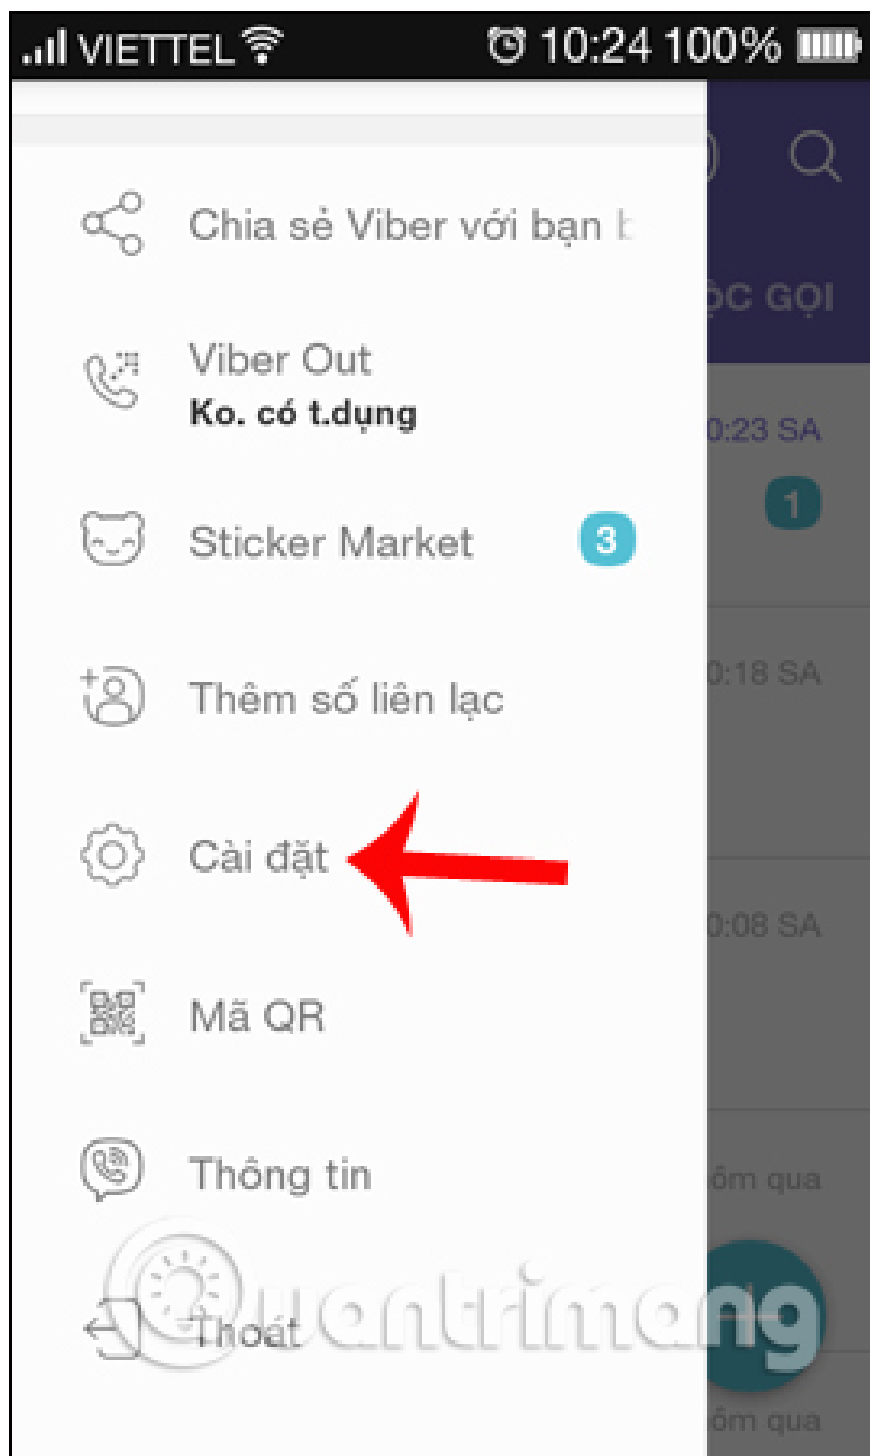 VIETTEL 10:24 100%
Chia sẻ Viber với bạn b
ỘC GỌI
Viber Out
Ko. có t.dụng
0:23 SA
1
Sticker Market 3
0:18 SA
Thêm số liên lạc
Cài đặt
0:08 SA
Mã QR
Thông tin
ôm qua
Quantrimang
Thoát
ôm qua